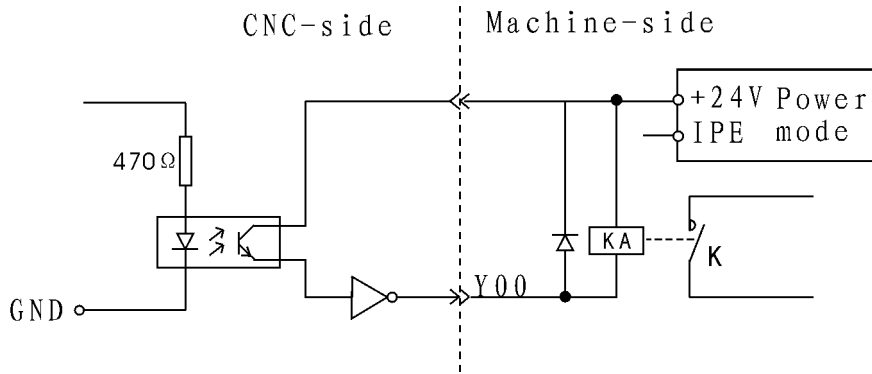 CNC-side
Machine-side
+24V Power
IPE mode
470Ω
KA
K
Y00
GND